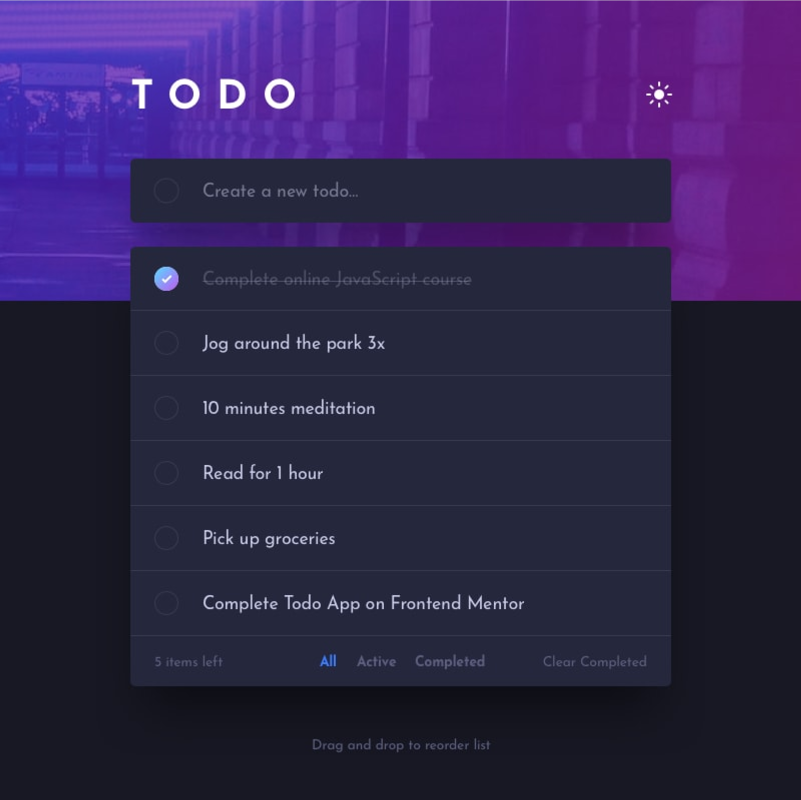 TODO
Create a new todo...
Complete online JavaScript course
Jog around the park 3x
10 minutes meditation
Read for 1 hour
Pick up groceries
Complete Todo App on Frontend Mentor
5 items left All Active Completed Clear Completed
Drag and drop to reorder list